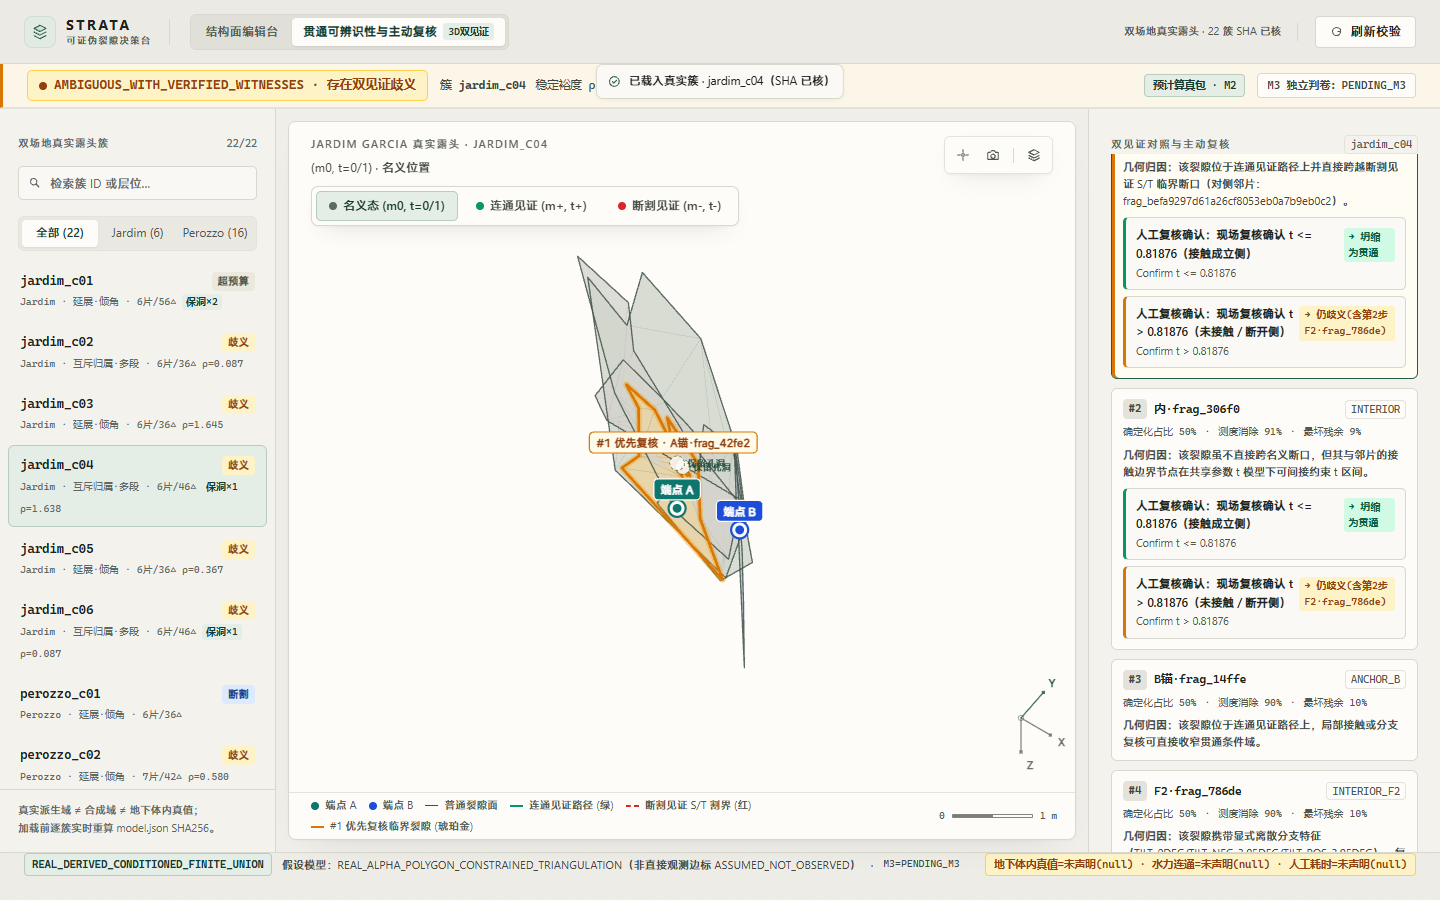 STRATA
可证伪裂隙决策台
结构面编辑台
贯通可辨识性与主动复核 3D双见证
双场地真实露头 · 22 簇 SHA 已核
刷新校验
AMBIGUOUS_WITH_VERIFIED_WITNESSES · 存在双见证歧义
簇 jardim_c04 稳定裕度 ρ
已载入真实簇 · jardim_c04（SHA 已核）
预计算真包 · M2
M3 独立判卷: PENDING_M3
双场地真实露头簇 22/22
检索簇 ID 或层位...
全部 (22) Jardim (6) Perozzo (16)
jardim_c01 超预算
Jardim · 延展·倾角 · 6片/56△ 保洞×2
jardim_c02 歧义
Jardim · 互斥归属·多段 · 6片/36△ ρ=0.087
jardim_c03 歧义
Jardim · 延展·倾角 · 6片/36△ ρ=1.645
jardim_c04 歧义
Jardim · 延展·倾角 · 6片/46△ 保洞×1
ρ=1.638
jardim_c05 歧义
Jardim · 延展·倾角 · 6片/36△ ρ=0.367
jardim_c06 歧义
Jardim · 互斥归属·多段 · 6片/46△ 保洞×1
ρ=0.087
perozzo_c01 断割
Perozzo · 延展·倾角 · 6片/36△
perozzo_c02 歧义
Perozzo · 延展·倾角 · 7片/42△ ρ=0.580
真实派生域 ≠ 合成域 ≠ 地下体内真值；
加载前逐簇实时重算 model.json SHA256。
JARDIM GARCIA 真实露头 · JARDIM_C04
(m0, t=0/1) · 名义位置
名义态 (m0, t=0/1) 连通见证 (m+, t+) 断割见证 (m-, t-)
#1 优先复核 · A锚·frag_42fe2
端点 A
端点 B
Y
X
Z
端点 A 端点 B 普通裂隙面 连通见证路径 (绿) 断割见证 S/T 割界 (红)
#1 优先复核临界裂隙 (琥珀金)
0 1 m
双见证对照与主动复核 jardim_c04
几何归因: 该裂隙位于连通见证路径上并直接跨越断割见
证 S/T 临界断口（对侧邻片:
frag_befa9297d61a26cf8053eb0a7b9eb0c2）。
人工复核确认: 现场复核确认 t <=
0.81876（接触成立侧）
→ 坍缩
为贯通
Confirm t <= 0.81876
人工复核确认: 现场复核确认 t
> 0.81876（未接触 / 断开侧）
→ 仍歧义(含第2步
F2·frag_786de)
Confirm t > 0.81876
#2 内·frag_306f0 INTERIOR
确定化占比 50% · 测度消除 91% · 最坏残余 9%
几何归因: 该裂隙虽不直接跨名义断口，但其与邻片的接
触边界节点在共享参数 t 模型下可间接约束 t 区间。
人工复核确认: 现场复核确认 t <=
0.81876（接触成立侧）
→ 坍缩
为贯通
Confirm t <= 0.81876
人工复核确认: 现场复核确认 t
> 0.81876（未接触 / 断开侧）
→ 仍歧义(含第2步
F2·frag_786de)
Confirm t > 0.81876
#3 B锚·frag_14ffe ANCHOR_B
确定化占比 50% · 测度消除 90% · 最坏残余 10%
几何归因: 该裂隙位于连通见证路径上，局部接触或分支
复核可直接收窄贯通条件域。
#4 F2·frag_786de INTERIOR_F2
确定化占比 50% · 测度消除 90% · 最坏残余 10%
几何归因: 该裂隙携带显式离散分支特征
REAL_DERIVED_CONDITIONED_FINITE_UNION
假设模型: REAL_ALPHA_POLYGON_CONSTRAINED_TRIANGULATION（非直接观测边标 ASSUMED_NOT_OBSERVED） · M3=PENDING_M3
地下体内真值=未声明(null) · 水力连通=未声明(null) · 人工耗时=未声明(null)